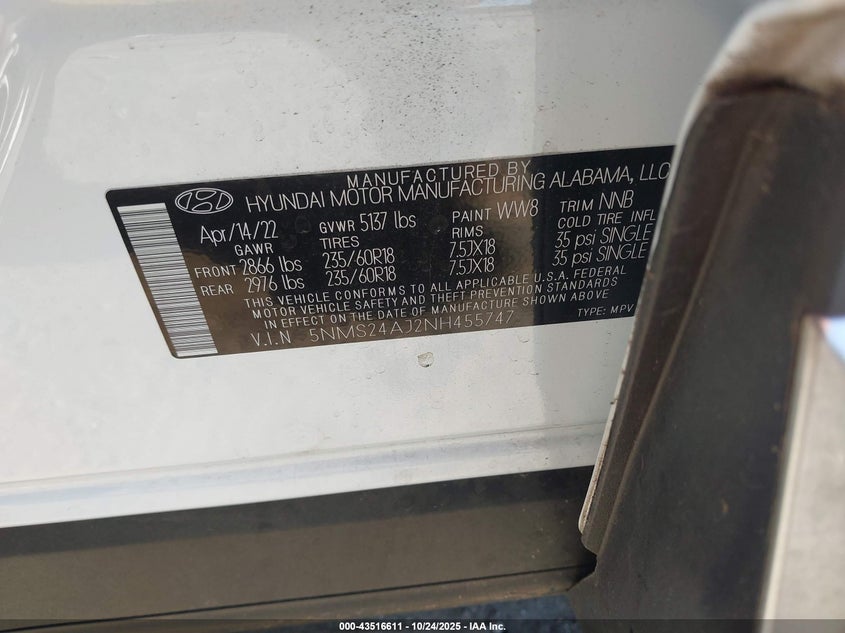 MANUFACTURED BY
HYUNDAI MOTOR MANUFACTURING ALABAMA, LLC
Apr/14/22 GVWR 5137 lbs PAINT WW8 TRIM NNB
GAWR TIRES RIMS COLD TIRE INFL
FRONT 2866 lbs 235/60R18 7.5JX18 35 psi SINGLE
REAR 2976 lbs 235/60R18 7.5JX18 35 psi SINGLE
THIS VEHICLE CONFORMS TO ALL APPLICABLE U.S.A. FEDERAL
MOTOR VEHICLE SAFETY AND THEFT PREVENTION STANDARDS
IN EFFECT ON THE DATE OF MANUFACTURE SHOWN ABOVE
V.I.N 5NMS24AJ2NH455747 TYPE: MPV
000-43516611 - 10/24/2025 - IAA Inc.